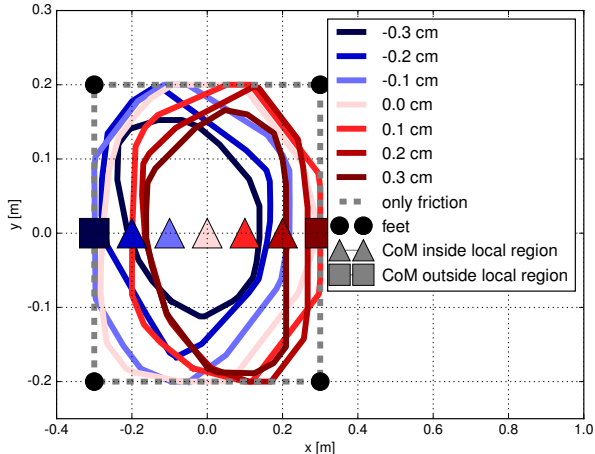 0.3
0.2
0.1
0.0
-0.1
-0.2
y [m]
-0.4
-0.2
0.0
0.2
0.4
0.6
0.8
1.0
x [m]
-0.3 cm
-0.2 cm
-0.1 cm
0.0 cm
0.1 cm
0.2 cm
0.3 cm
only friction
feet
CoM inside local region
CoM outside local region